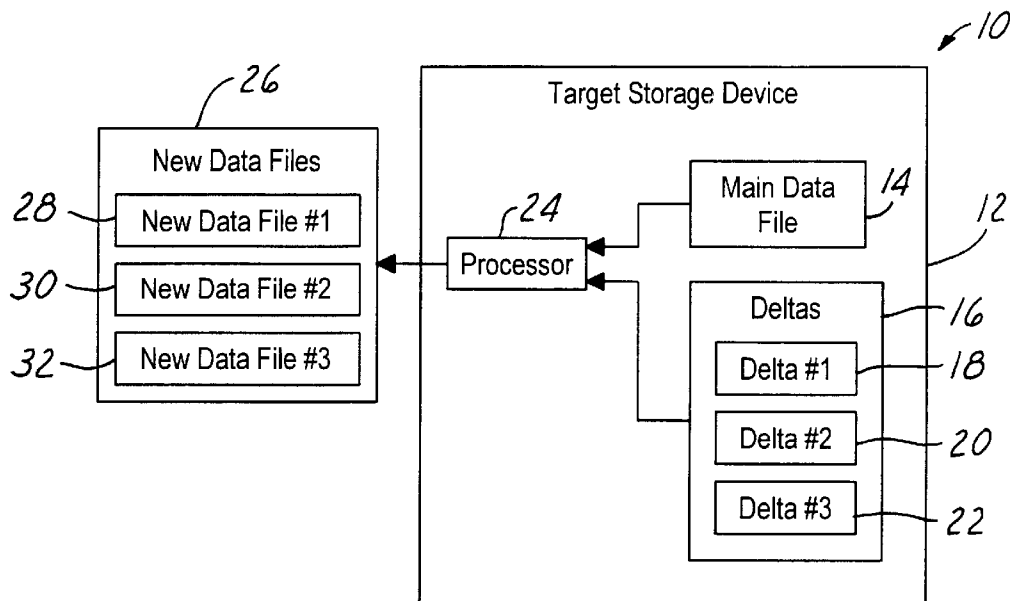 10
26
Target Storage Device
New Data Files
28
New Data File #1
24
Main Data
File
14
12
Processor
30
New Data File #2
Deltas
16
32
New Data File #3
Delta #1
18
Delta #2
20
Delta #3
22